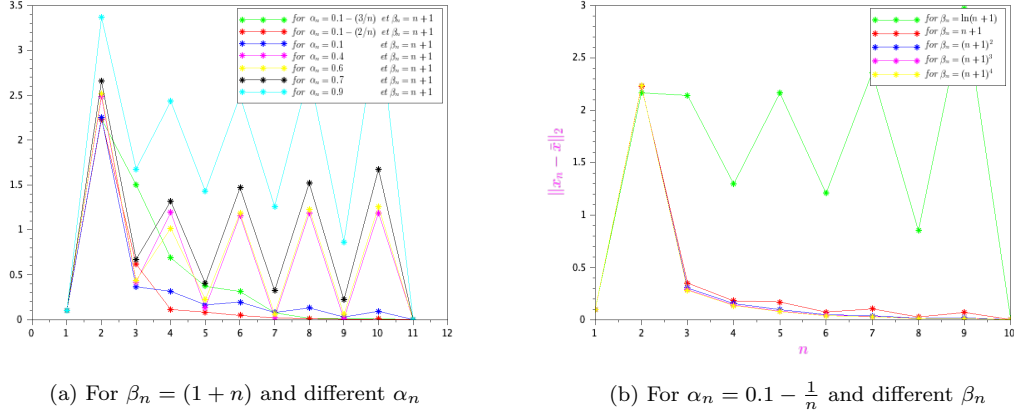 for αₙ = 0.1 − (3/n) et βₙ = n + 1
for αₙ = 0.1 − (2/n) et βₙ = n + 1
for αₙ = 0.1 et βₙ = n + 1
for αₙ = 0.4 et βₙ = n + 1
for αₙ = 0.6 et βₙ = n + 1
for αₙ = 0.7 et βₙ = n + 1
for αₙ = 0.9 et βₙ = n + 1
3.5
3
2.5
2
1.5
1
0.5
0
0 1 2 3 4 5 6 7 8 9 10 11 12
(a) For βₙ = (1 + n) and different αₙ
for βₙ = ln(n + 1)
for βₙ = n + 1
for βₙ = (n + 1)²
for βₙ = (n + 1)³
for βₙ = (n + 1)⁴
||xₙ − x̄||₂
3
2.5
2
1.5
1
0.5
0
1 2 3 4 5 6 7 8 9 10
n
(b) For αₙ = 0.1 − 1/n and different βₙ